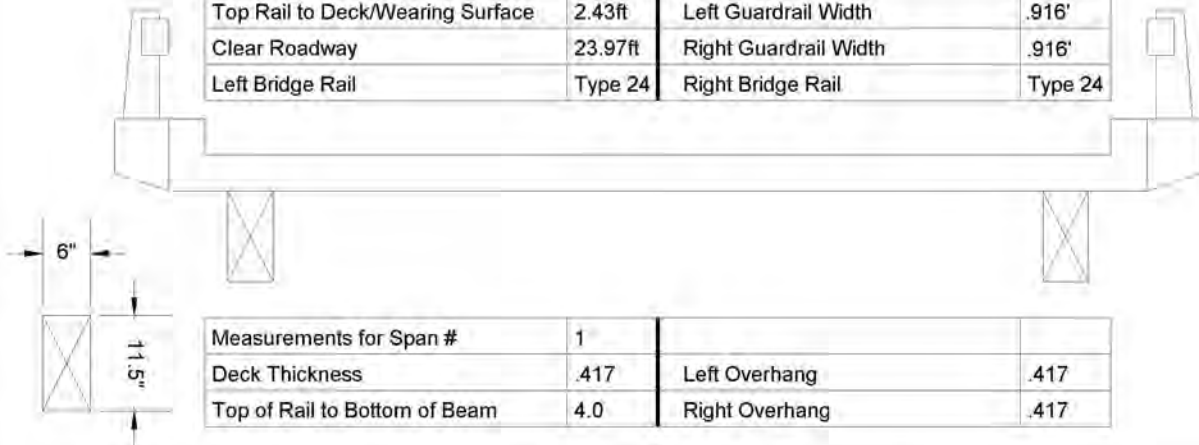 Top Rail to Deck/Wearing Surface 2.43ft Left Guardrail Width .916'
Clear Roadway 23.97ft Right Guardrail Width .916'
Left Bridge Rail Type 24 Right Bridge Rail Type 24
6"
11.5"
Measurements for Span # 1
Deck Thickness .417 Left Overhang .417
Top of Rail to Bottom of Beam 4.0 Right Overhang .417